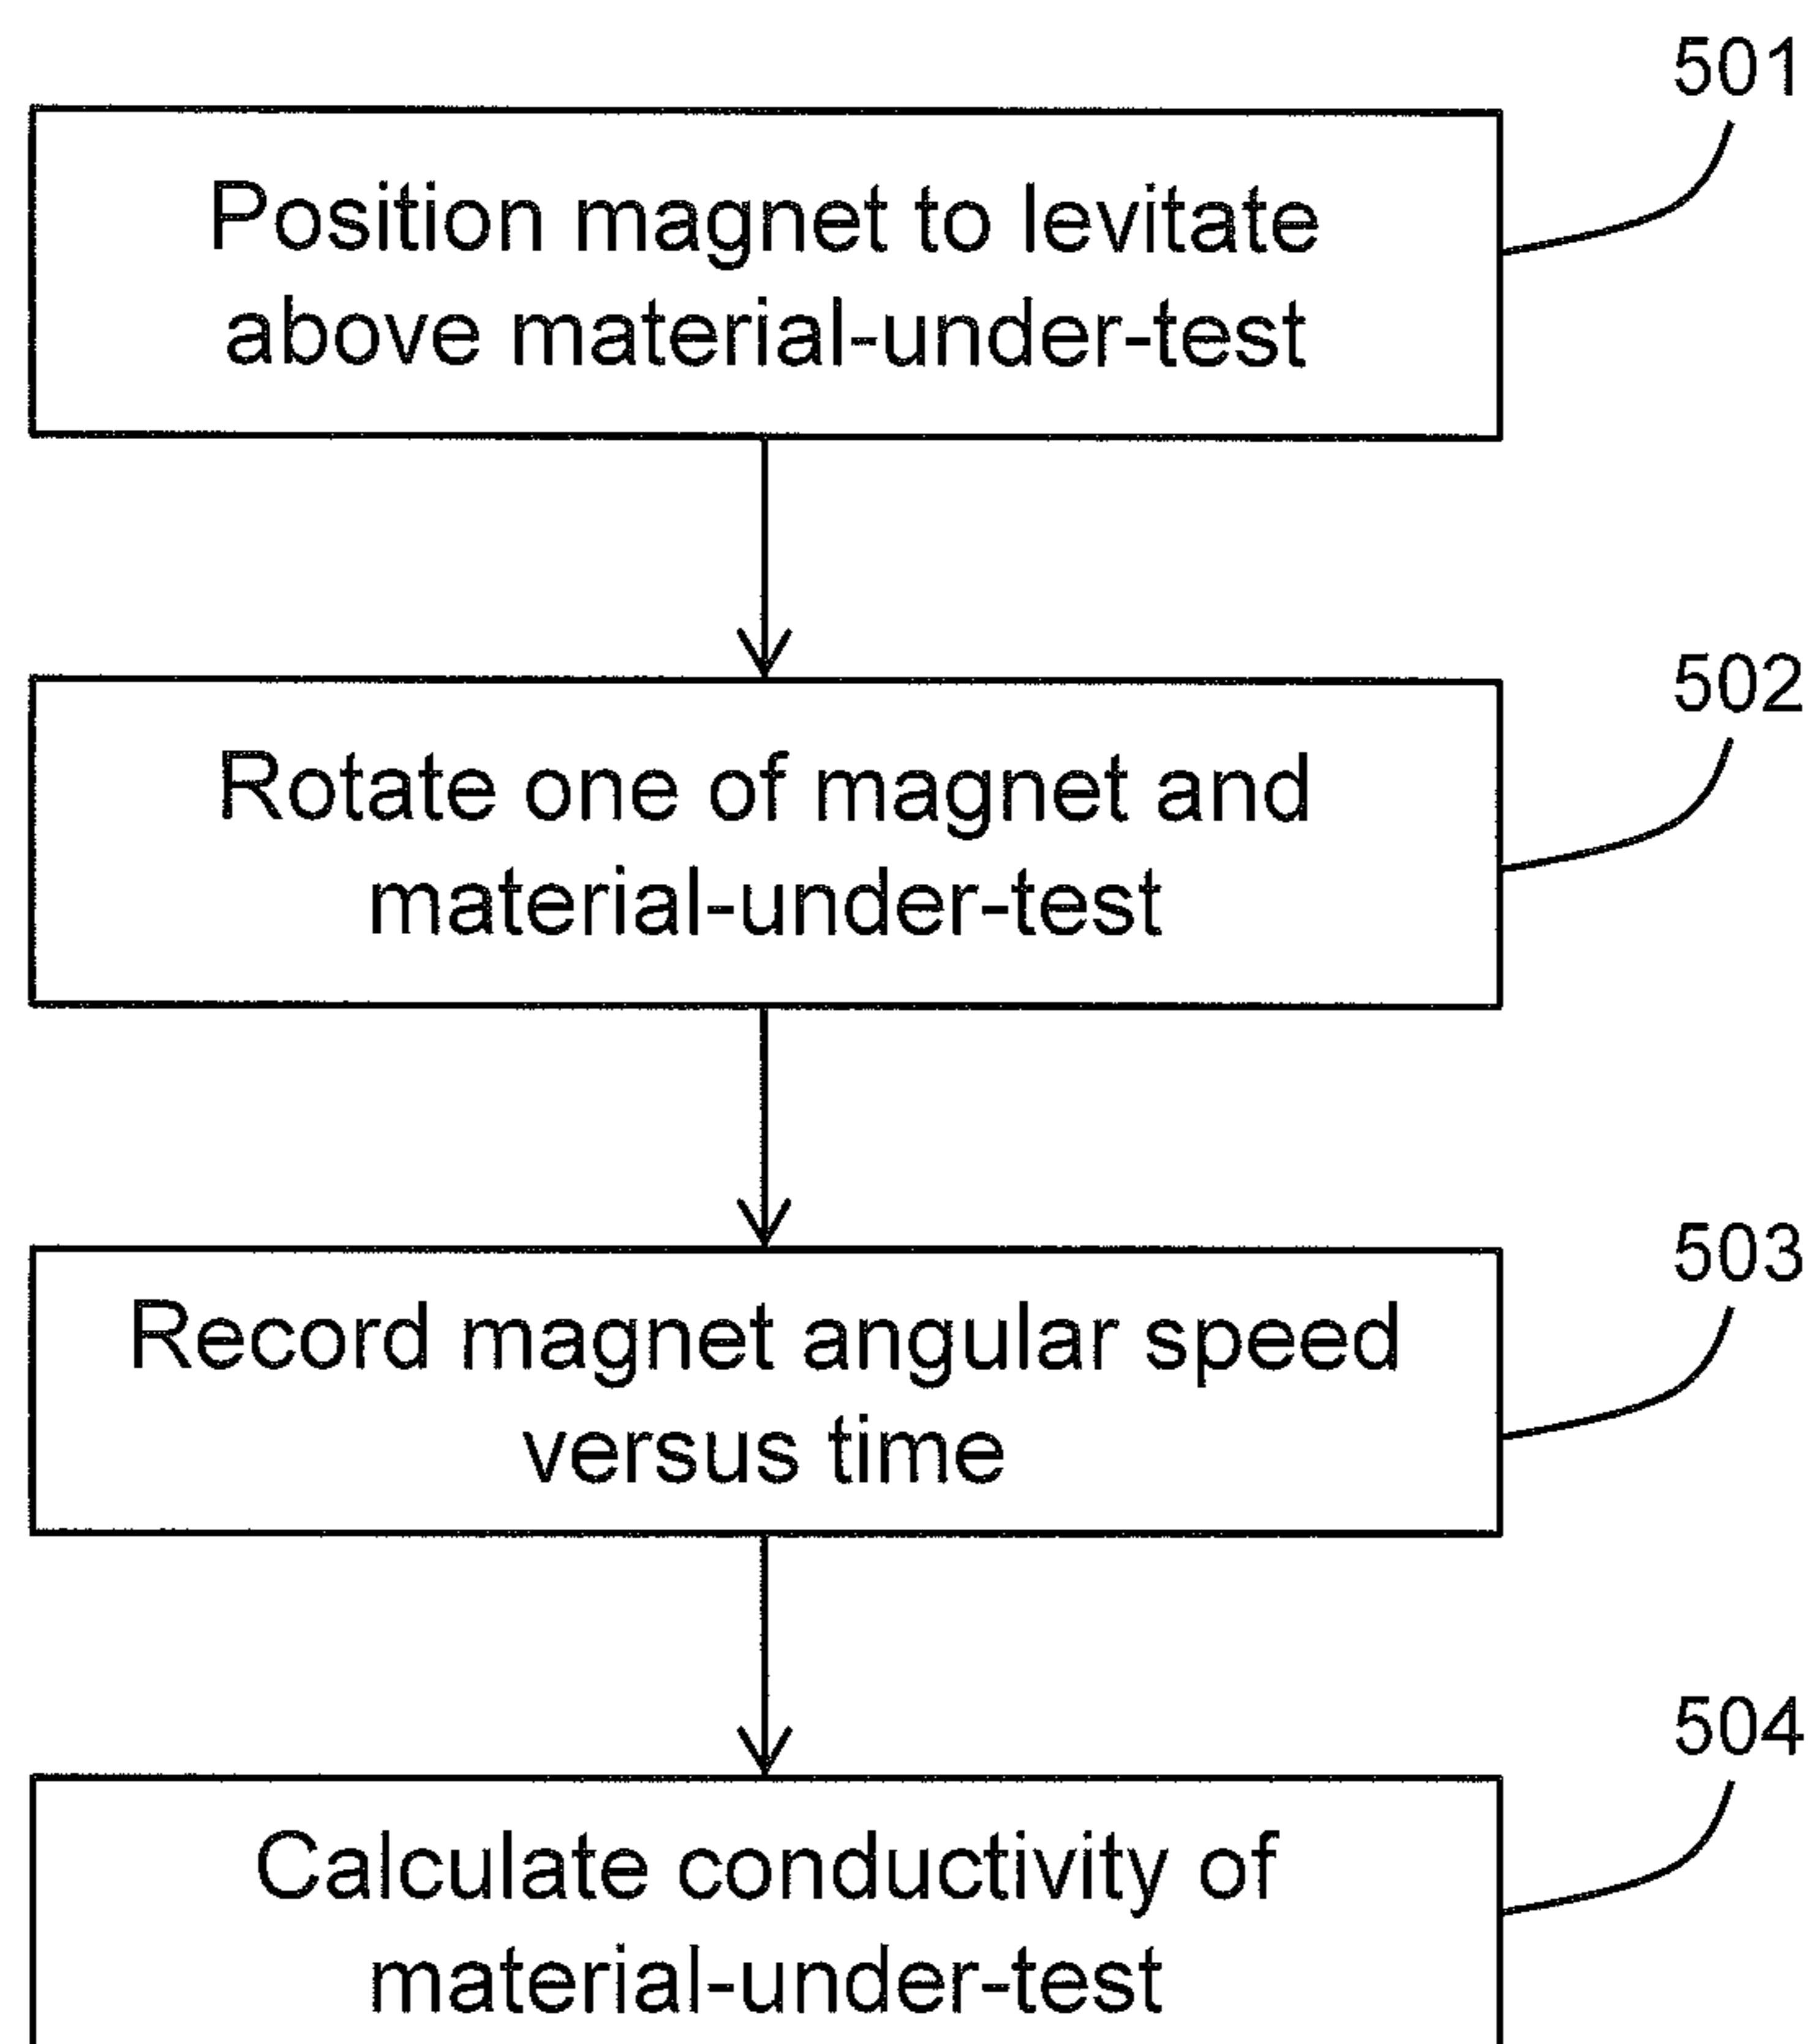 501
Position magnet to levitate
above material-under-test
502
Rotate one of magnet and
material-under-test
503
Record magnet angular speed
versus time
504
Calculate conductivity of
material-under-test